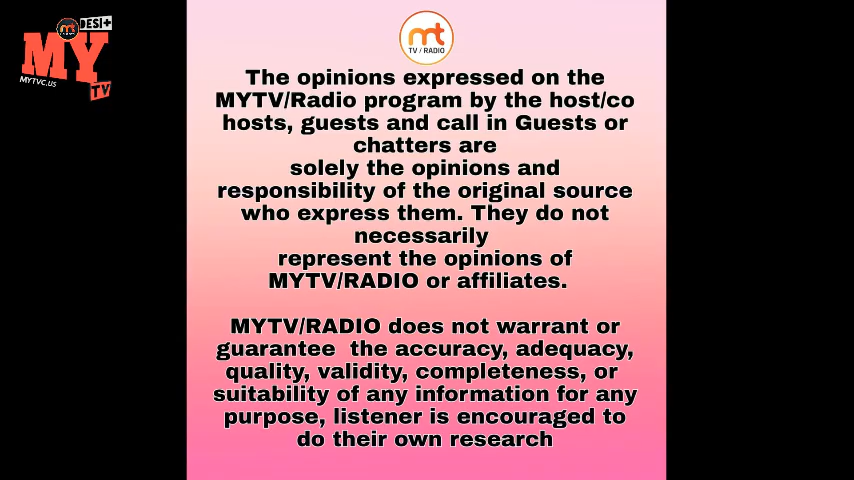 DESI+
mt
MY
TV
MYTVC.US
mt
TV / RADIO
The opinions expressed on the
MYTV/Radio program by the host/co
hosts, guests and call in Guests or
chatters are
solely the opinions and
responsibility of the original source
who express them. They do not
necessarily
represent the opinions of
MYTV/RADIO or affiliates.
MYTV/RADIO does not warrant or
guarantee the accuracy, adequacy,
quality, validity, completeness, or
suitability of any information for any
purpose, listener is encouraged to
do their own research